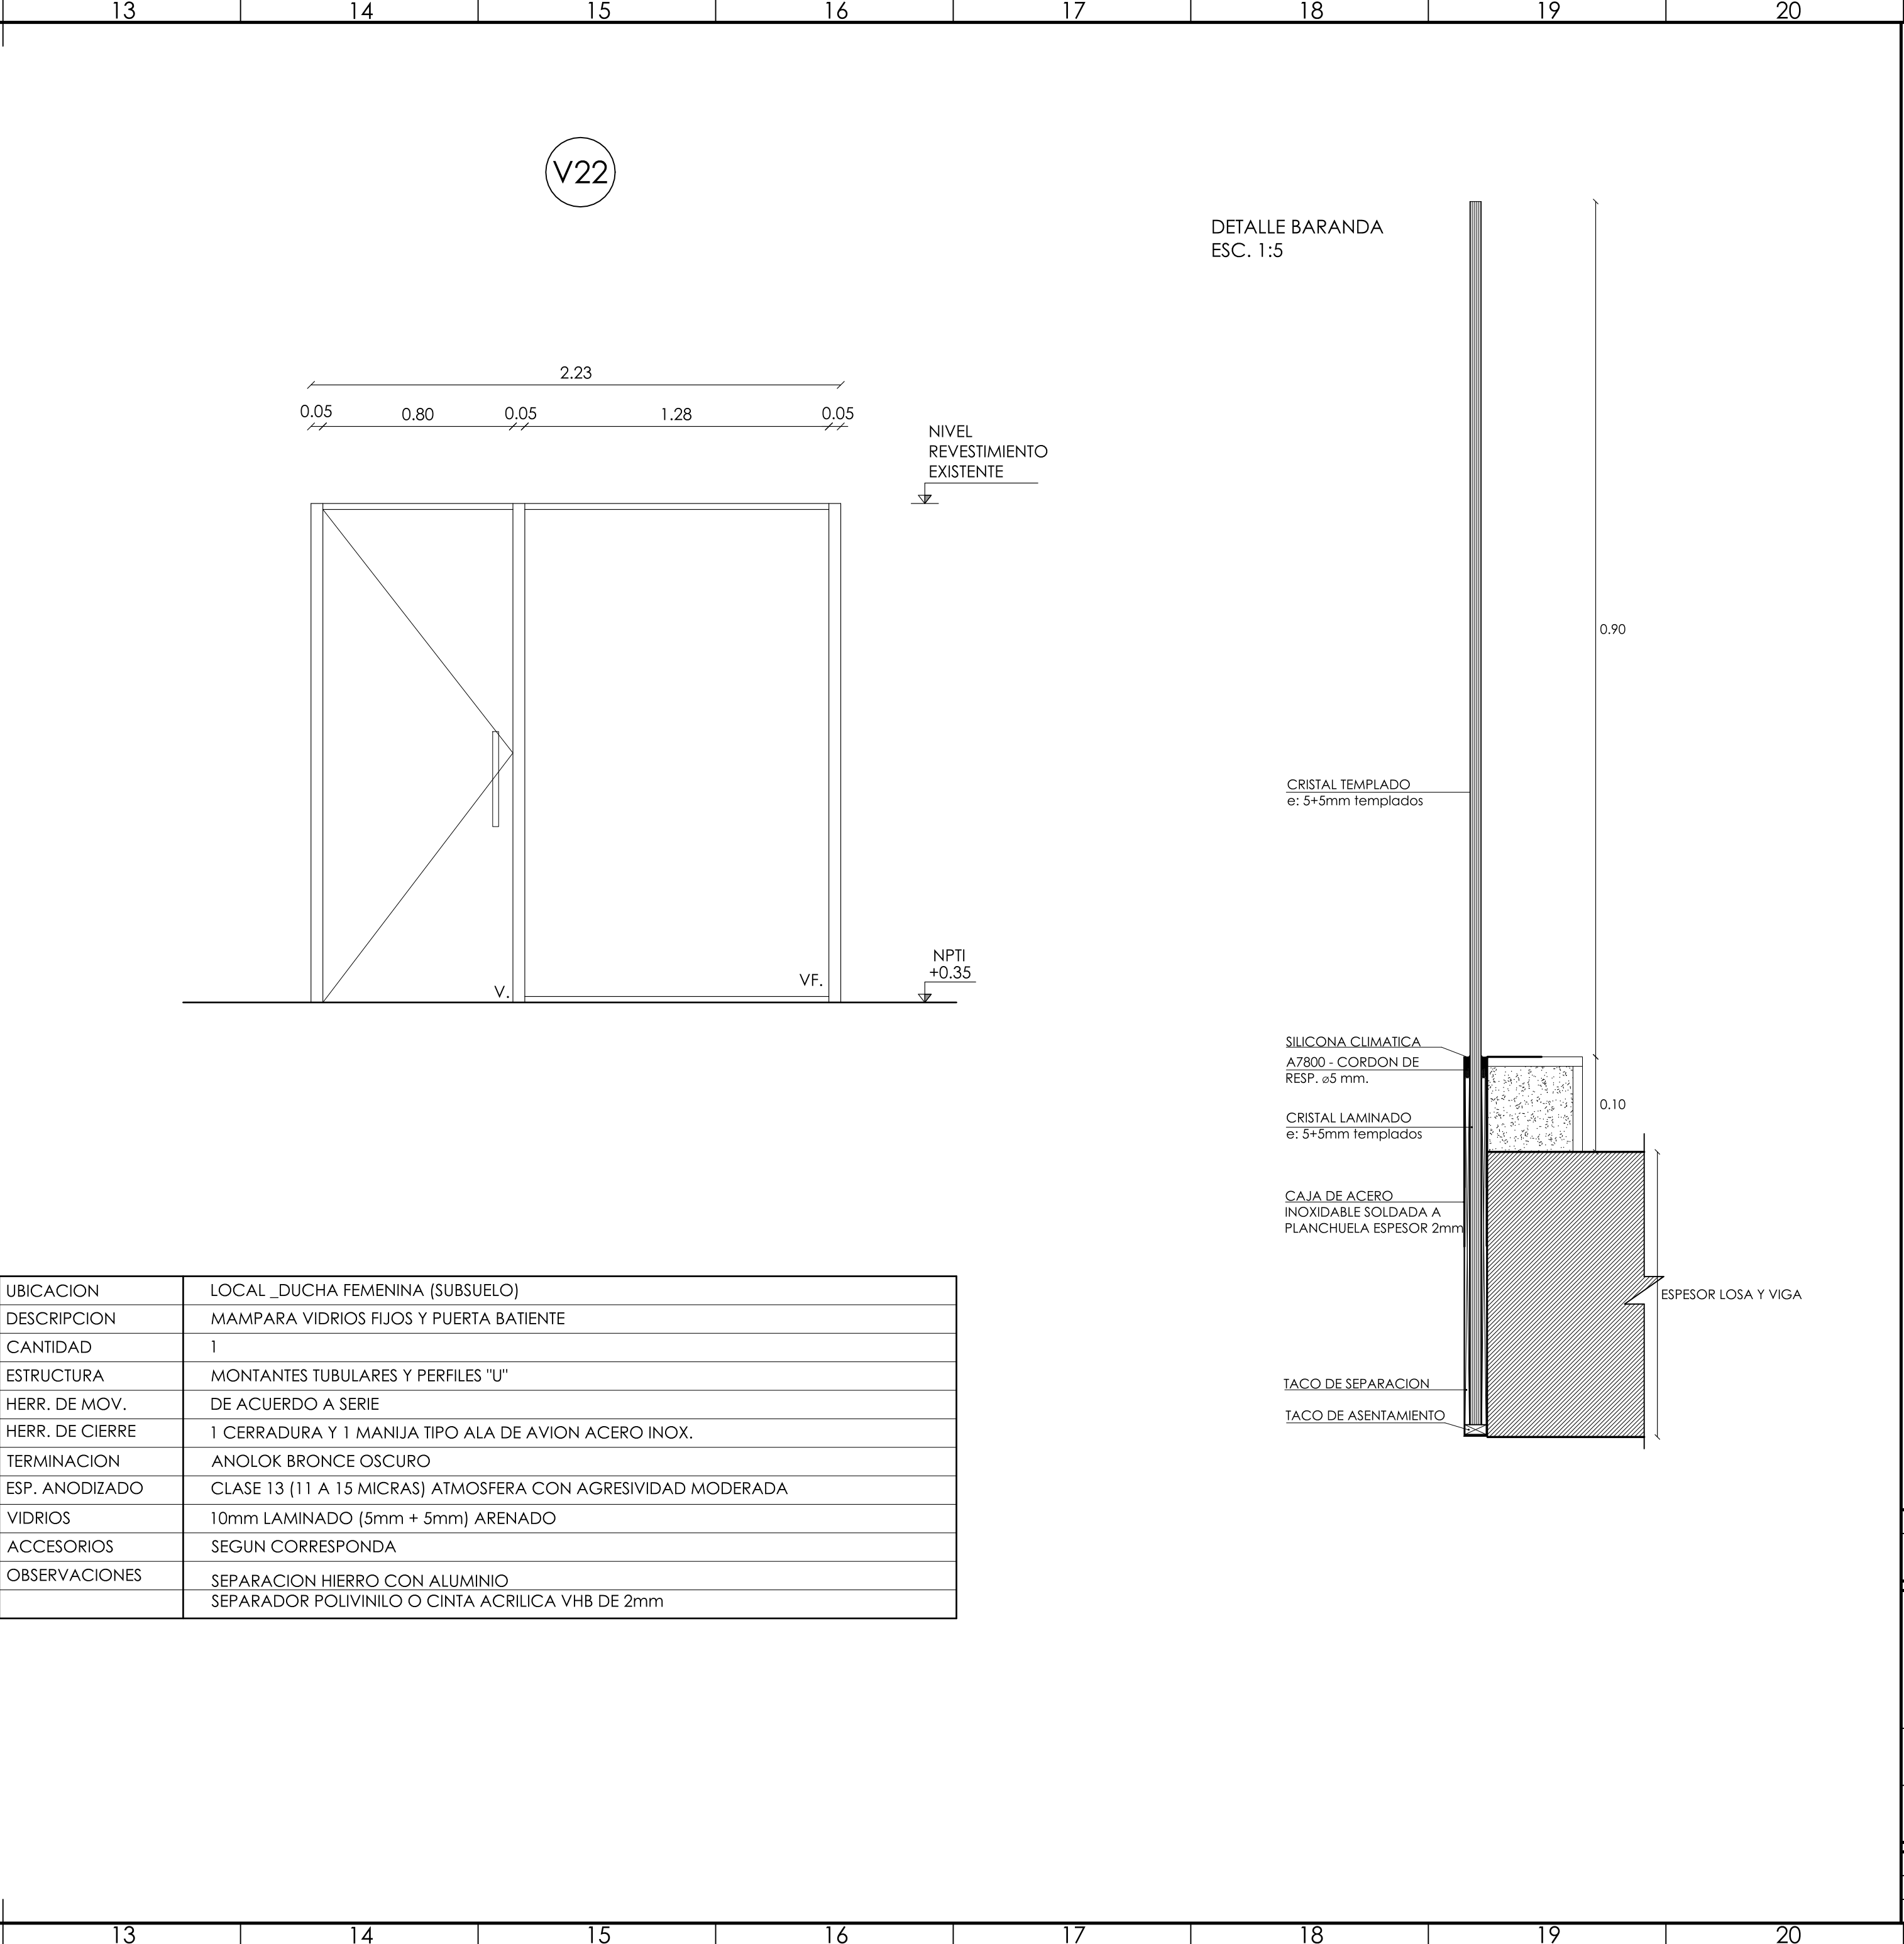 13 14 15 16 17 18 19 20
V22
DETALLE BARANDA
ESC. 1:5
2.23
0.05 0.80 0.05 1.28 0.05
NIVEL
REVESTIMIENTO
EXISTENTE
V.
VF.
NPTI
+0.35
0.90
CRISTAL TEMPLADO
e: 5+5mm templados
SILICONA CLIMATICA
A7800 - CORDON DE
RESP. ø5 mm.
0.10
CRISTAL LAMINADO
e: 5+5mm templados
CAJA DE ACERO
INOXIDABLE SOLDADA A
PLANCHUELA ESPESOR 2mm
ESPESOR LOSA Y VIGA
TACO DE SEPARACION
TACO DE ASENTAMIENTO
UBICACION LOCAL _DUCHA FEMENINA (SUBSUELO)
DESCRIPCION MAMPARA VIDRIOS FIJOS Y PUERTA BATIENTE
CANTIDAD 1
ESTRUCTURA MONTANTES TUBULARES Y PERFILES "U"
HERR. DE MOV. DE ACUERDO A SERIE
HERR. DE CIERRE 1 CERRADURA Y 1 MANIJA TIPO ALA DE AVION ACERO INOX.
TERMINACION ANOLOK BRONCE OSCURO
ESP. ANODIZADO CLASE 13 (11 A 15 MICRAS) ATMOSFERA CON AGRESIVIDAD MODERADA
VIDRIOS 10mm LAMINADO (5mm + 5mm) ARENADO
ACCESORIOS SEGUN CORRESPONDA
OBSERVACIONES SEPARACION HIERRO CON ALUMINIO
SEPARADOR POLIVINILO O CINTA ACRILICA VHB DE 2mm
13 14 15 16 17 18 19 20